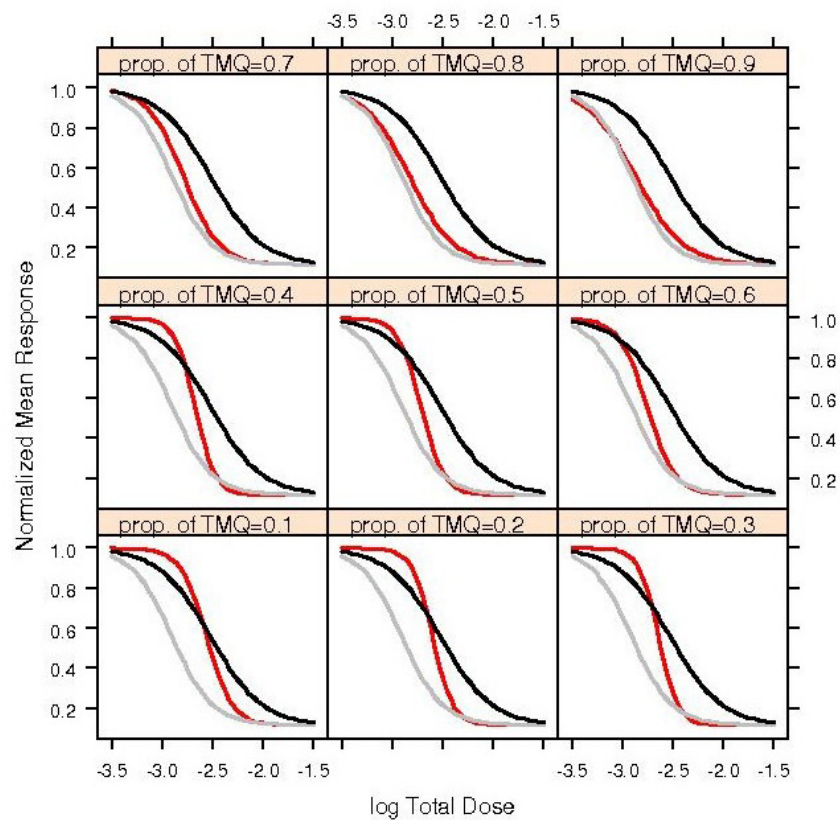 -3.5 -3.0 -2.5 -2.0 -1.5
prop. of TMQ=0.7 prop. of TMQ=0.8 prop. of TMQ=0.9
1.0
0.8
0.6
0.4
0.2
prop. of TMQ=0.4 prop. of TMQ=0.5 prop. of TMQ=0.6
1.0
0.8
0.6
0.4
0.2
prop. of TMQ=0.1 prop. of TMQ=0.2 prop. of TMQ=0.3
1.0
0.8
0.6
0.4
0.2
Normalized Mean Response
-3.5 -3.0 -2.5 -2.0 -1.5 -3.5 -3.0 -2.5 -2.0 -1.5
log Total Dose